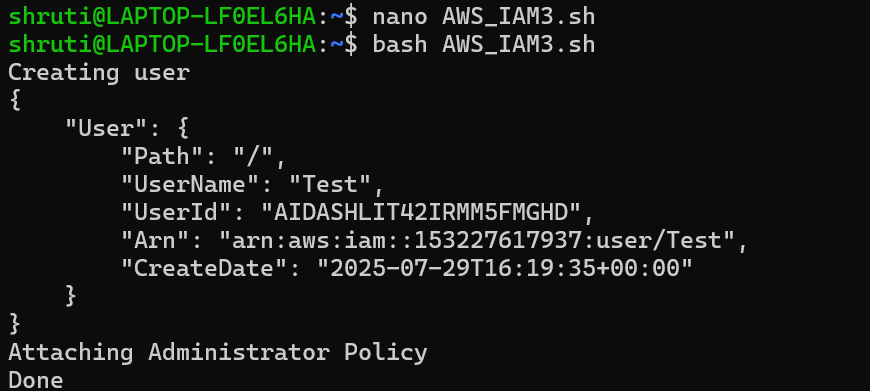 shruti@LAPTOP-LF0EL6HA:~$ nano AWS_IAM3.sh
shruti@LAPTOP-LF0EL6HA:~$ bash AWS_IAM3.sh
Creating user
{
    "User": {
        "Path": "/",
        "UserName": "Test",
        "UserId": "AIDASHLIT42IRMM5FMGHD",
        "Arn": "arn:aws:iam::153227617937:user/Test",
        "CreateDate": "2025-07-29T16:19:35+00:00"
    }
}
Attaching Administrator Policy
Done